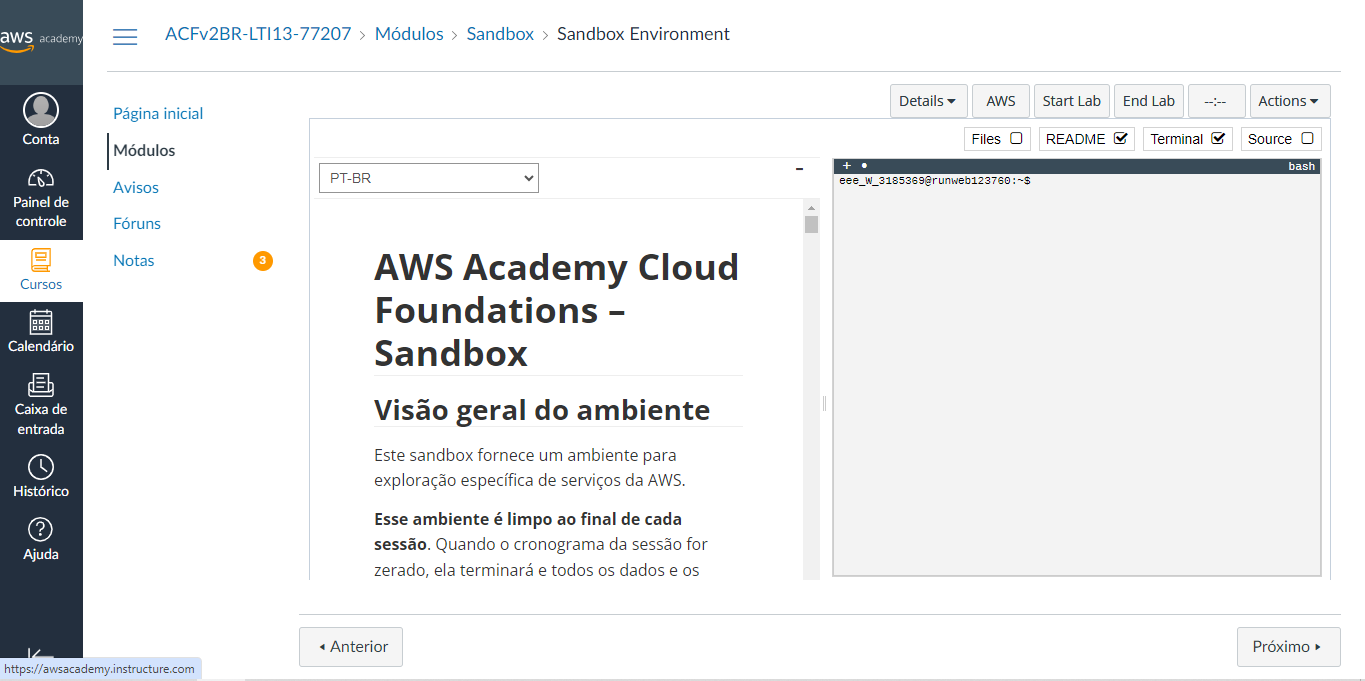 aws academy
ACFv2BR-LTI13-77207 > Módulos > Sandbox > Sandbox Environment
Conta
Painel de
controle
Cursos
Calendário
Caixa de
entrada
Histórico
Ajuda
https://awsacademy.instructure.com
Página inicial
Módulos
Avisos
Fóruns
Notas 3
Details AWS Start Lab End Lab --:-- Actions
Files README Terminal Source
PT-BR -
AWS Academy Cloud
Foundations –
Sandbox
Visão geral do ambiente
Este sandbox fornece um ambiente para
exploração específica de serviços da AWS.
Esse ambiente é limpo ao final de cada
sessão. Quando o cronograma da sessão for
zerado, ela terminará e todos os dados e os
+ • bash
eee_W_3185369@runweb123760:~$
Anterior
Próximo